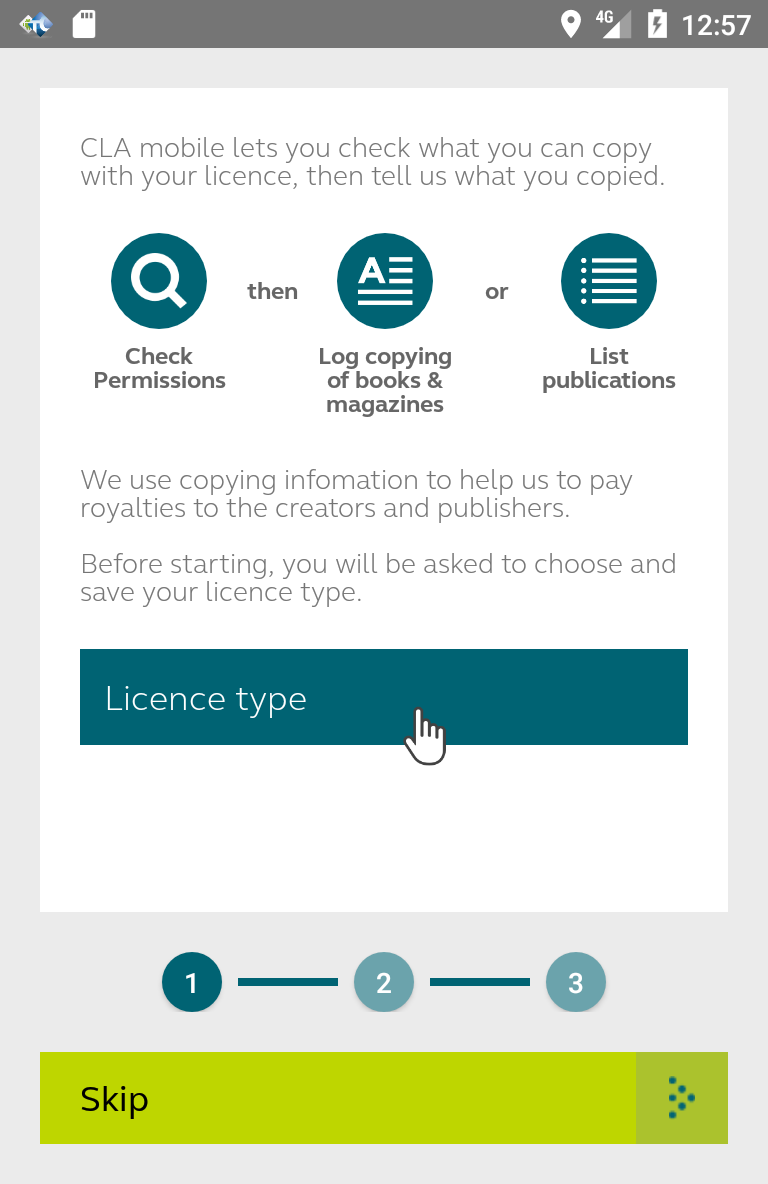 4G 12:57
CLA mobile lets you check what you can copy
with your licence, then tell us what you copied.
then or
Check Permissions
Log copying of books & magazines
List publications
We use copying infomation to help us to pay
royalties to the creators and publishers.
Before starting, you will be asked to choose and
save your licence type.
Licence type
1 2 3
Skip